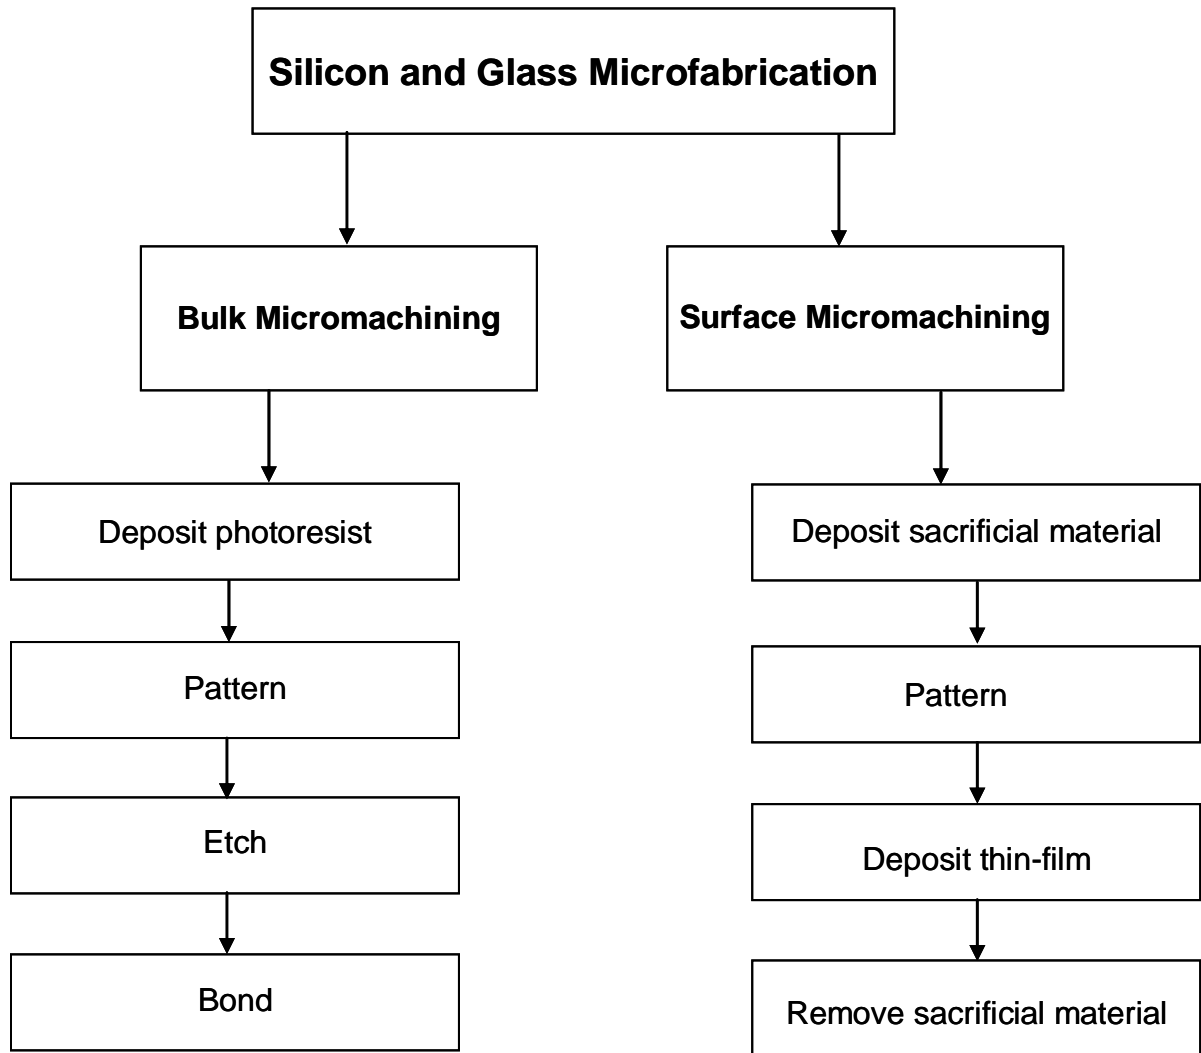 Silicon and Glass Microfabrication
Bulk Micromachining
Surface Micromachining
Deposit photoresist
Pattern
Etch
Bond
Deposit sacrificial material
Pattern
Deposit thin-film
Remove sacrificial material